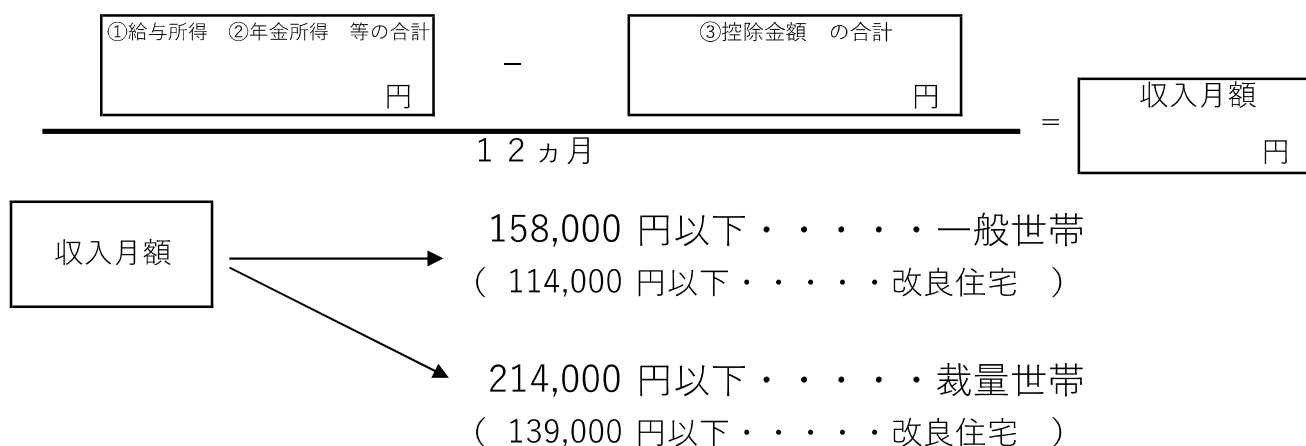 ①給与所得　②年金所得　等の合計
円
－
③控除金額　の合計
円
１２ヵ月
＝
収入月額
円
収入月額
158,000 円以下・・・・・一般世帯
（ 114,000 円以下・・・・・改良住宅　）
214,000 円以下・・・・・裁量世帯
（ 139,000 円以下・・・・・改良住宅　）